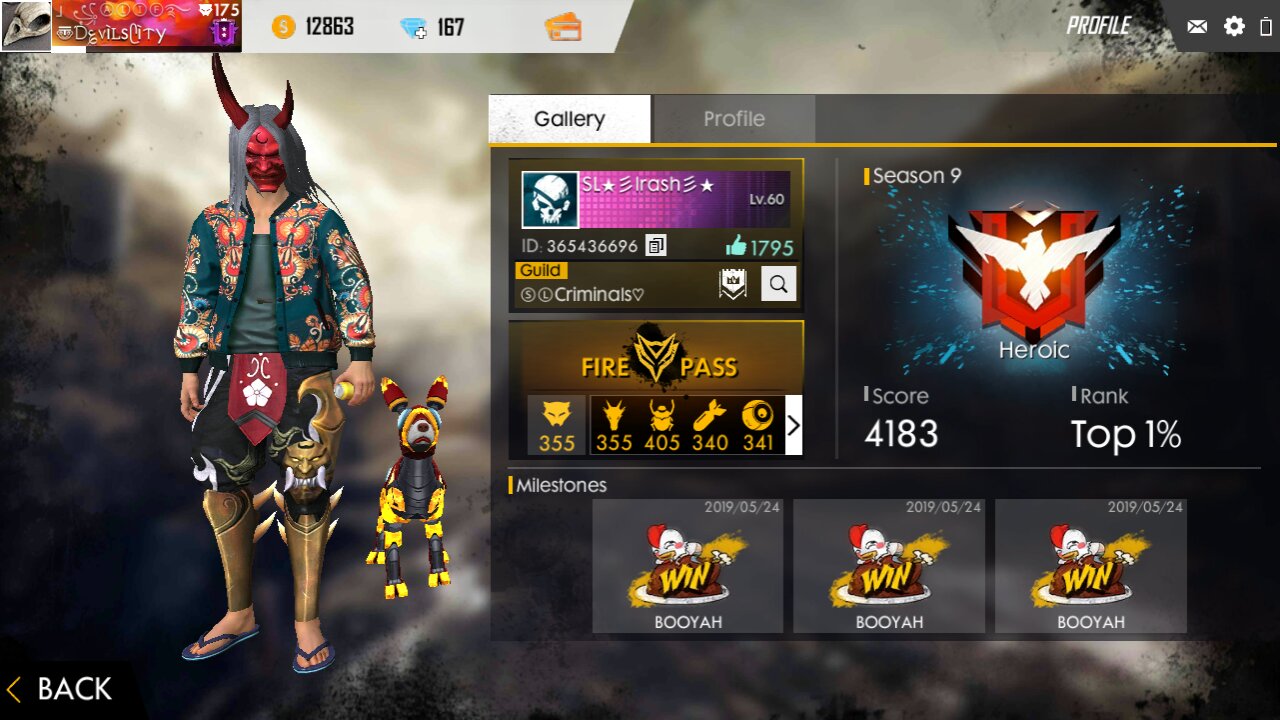 175
DEVILSCITY
12863
167
PROFILE
Gallery
Profile
SL★彡Irash彡★
Lv.60
ID: 365436696
1795
Guild
ⓈⓁCriminals♡
FIRE PASS
355
355
405
340
341
Season 9
Heroic
Score
4183
Rank
Top 1%
Milestones
2019/05/24
2019/05/24
2019/05/24
WIN
WIN
WIN
BOOYAH
BOOYAH
BOOYAH
BACK